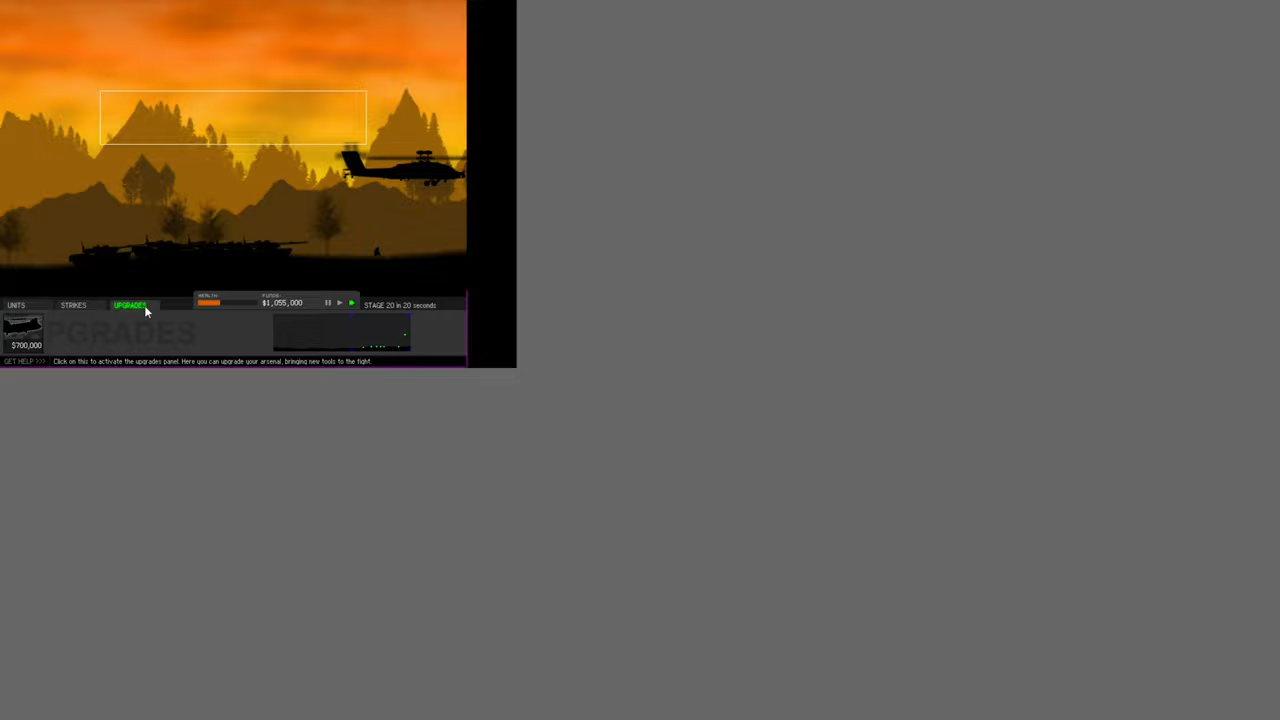 HEALTH:
FUNDS:
UNITS
STRIKES
UPGRADES
$1,055,000
STAGE 20 in 20 seconds
UPGRADES
$700,000
GET HELP >>>
Click on this to activate the upgrades panel. Here you can upgrade your arsenal, bringing new tools to the fight.